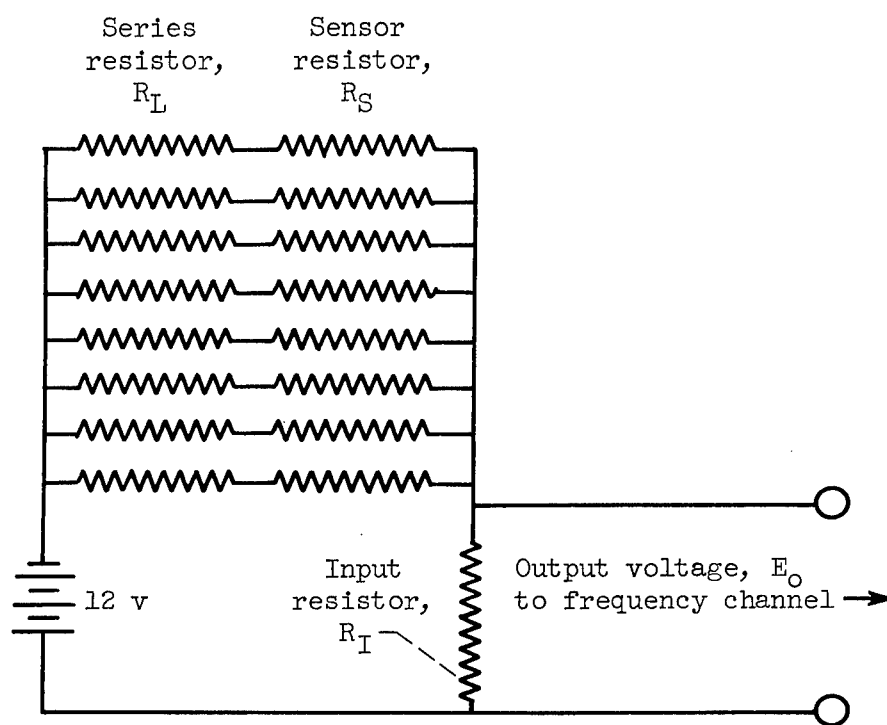 Series
resistor,
R_L
Sensor
resistor,
R_S
12 v
Input
resistor,
R_I
Output voltage, E_o
to frequency channel